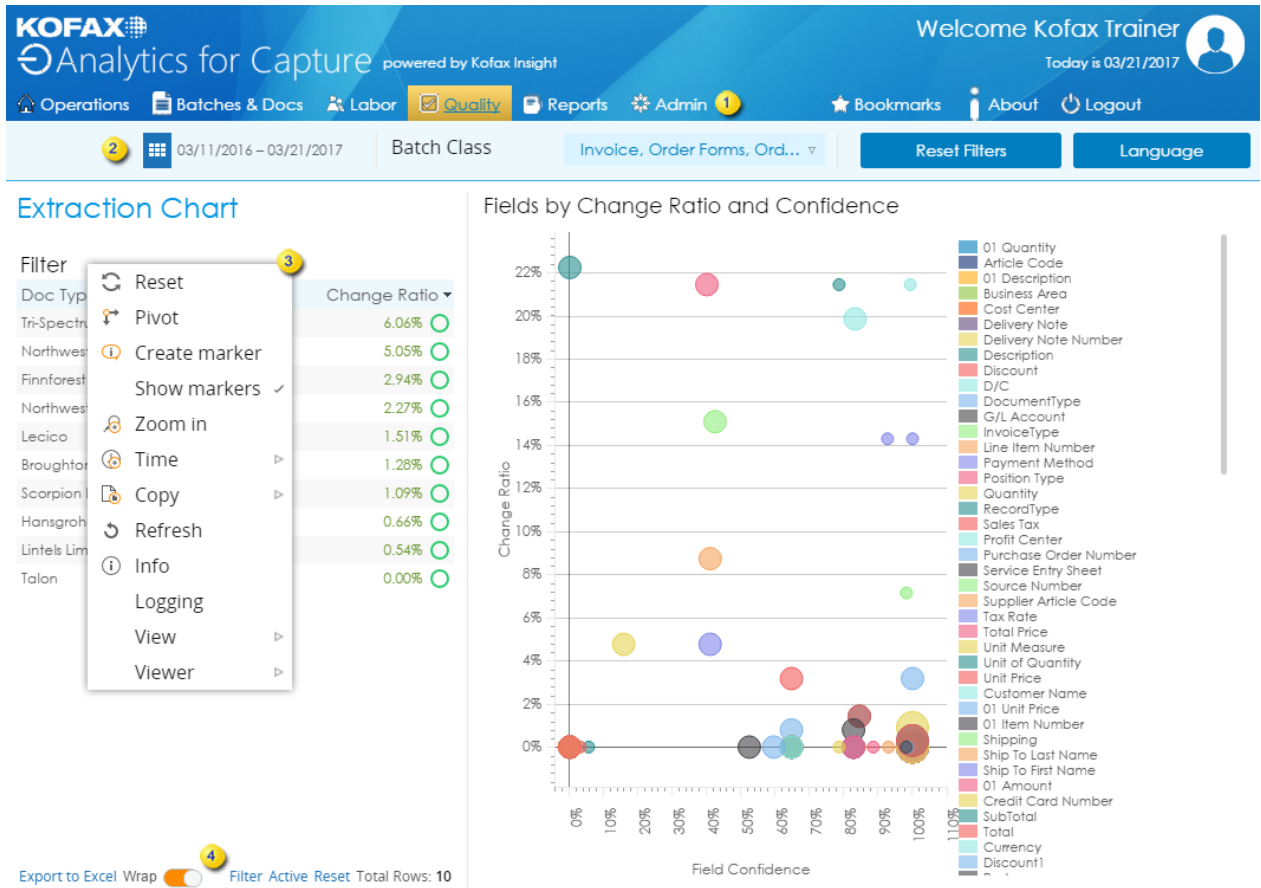 KOFAX
Analytics for Capture powered by Kofax Insight
Welcome Kofax Trainer
Today is 03/21/2017
Operations Batches & Docs Labor Quality Reports Admin 1 Bookmarks About Logout
2 03/11/2016 – 03/21/2017 Batch Class Invoice, Order Forms, Ord... Reset Filters Language
Extraction Chart
Filter
3
Doc Typ Change Ratio
Tri-Spectru 6.06%
Northwes 5.05%
Finnforest 2.94%
Northwes 2.27%
Lecico 1.51%
Broughton 1.28%
Scorpion 1.09%
Hansgroh 0.66%
Lintels Lim 0.54%
Talon 0.00%
Reset
Pivot
Create marker
Show markers
Zoom in
Time
Copy
Refresh
Info
Logging
View
Viewer
4
Export to Excel Wrap Filter Active Reset Total Rows: 10
Fields by Change Ratio and Confidence
Change Ratio
22%
20%
18%
16%
14%
12%
10%
8%
6%
4%
2%
0%
0% 10% 20% 30% 40% 50% 60% 70% 80% 90% 100% 110%
Field Confidence
01 Quantity
Article Code
01 Description
Business Area
Cost Center
Delivery Note
Delivery Note Number
Description
Discount
D/C
DocumentType
G/L Account
InvoiceType
Line Item Number
Payment Method
Position Type
Quantity
RecordType
Sales Tax
Profit Center
Purchase Order Number
Service Entry Sheet
Source Number
Supplier Article Code
Tax Rate
Total Price
Unit Measure
Unit of Quantity
Unit Price
Customer Name
01 Unit Price
01 Item Number
Shipping
Ship To Last Name
Ship To First Name
01 Amount
Credit Card Number
SubTotal
Total
Currency
Discount1